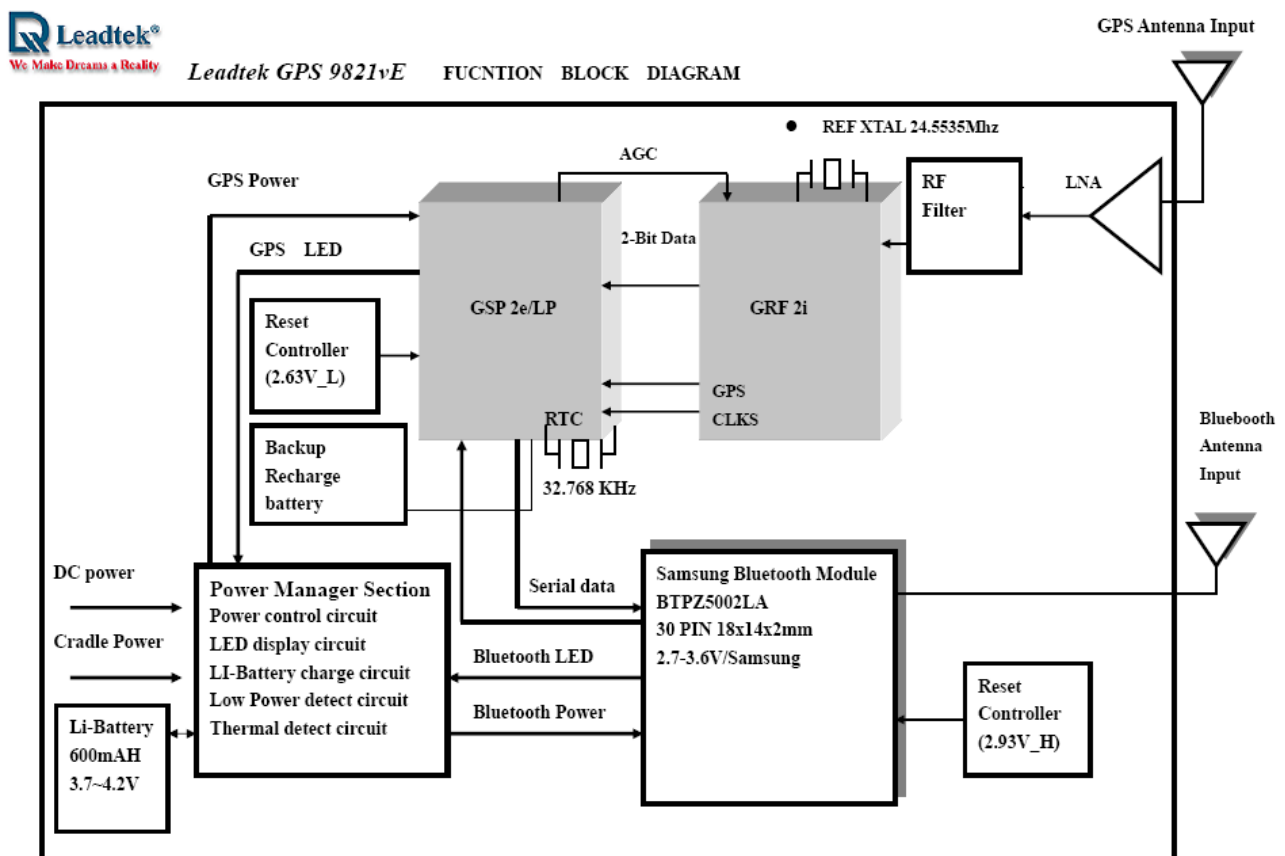 Leadtek®
We Make Dreams a Reality
Leadtek GPS 9821vE FUCNTION BLOCK DIAGRAM
GPS Antenna Input
REF XTAL 24.5535Mhz
AGC
GPS Power
RF
Filter
LNA
2-Bit Data
GPS LED
GSP 2e/LP
GRF 2i
Reset
Controller
(2.63V_L)
GPS
CLKS
RTC
32.768 KHz
Backup
Recharge
battery
Bluebooth
Antenna
Input
DC power
Cradle Power
Power Manager Section
Power control circuit
LED display circuit
LI-Battery charge circuit
Low Power detect circuit
Thermal detect circuit
Serial data
Bluetooth LED
Bluetooth Power
Samsung Bluetooth Module
BTPZ5002LA
30 PIN 18x14x2mm
2.7-3.6V/Samsung
Reset
Controller
(2.93V_H)
Li-Battery
600mAH
3.7~4.2V